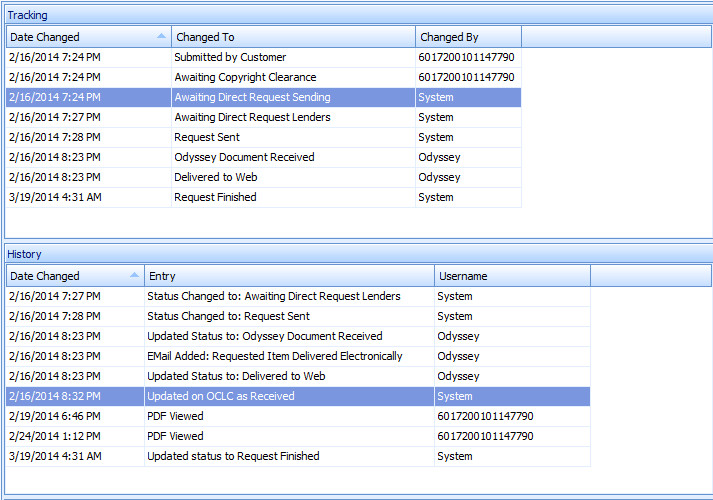 Tracking
Date Changed Changed To Changed By
2/16/2014 7:24 PM Submitted by Customer 6017200101147790
2/16/2014 7:24 PM Awaiting Copyright Clearance 6017200101147790
2/16/2014 7:24 PM Awaiting Direct Request Sending System
2/16/2014 7:27 PM Awaiting Direct Request Lenders System
2/16/2014 7:28 PM Request Sent System
2/16/2014 8:23 PM Odyssey Document Received Odyssey
2/16/2014 8:23 PM Delivered to Web Odyssey
3/19/2014 4:31 AM Request Finished System
History
Date Changed Entry Username
2/16/2014 7:27 PM Status Changed to: Awaiting Direct Request Lenders System
2/16/2014 7:28 PM Status Changed to: Request Sent System
2/16/2014 8:23 PM Updated Status to: Odyssey Document Received Odyssey
2/16/2014 8:23 PM EMail Added: Requested Item Delivered Electronically Odyssey
2/16/2014 8:23 PM Updated Status to: Delivered to Web Odyssey
2/16/2014 8:32 PM Updated on OCLC as Received System
2/19/2014 6:46 PM PDF Viewed 6017200101147790
2/24/2014 1:12 PM PDF Viewed 6017200101147790
3/19/2014 4:31 AM Updated status to Request Finished System